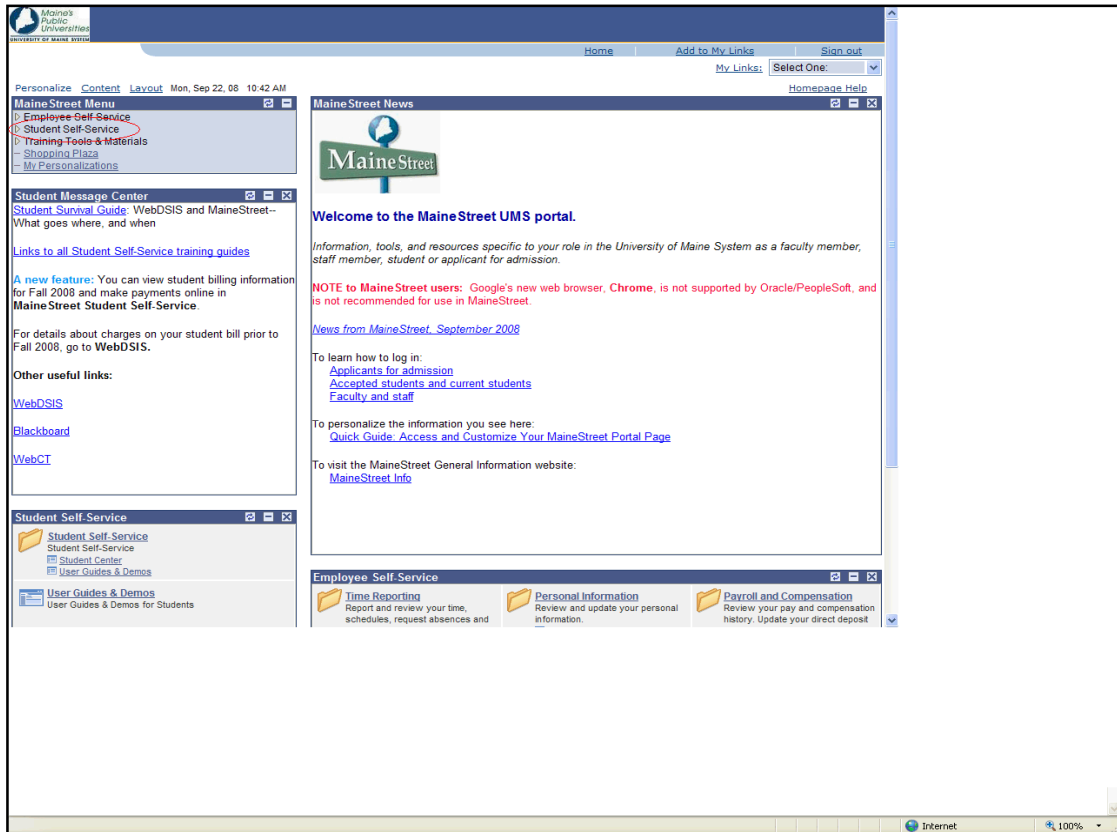 Maine's
Public
Universities
UNIVERSITY OF MAINE SYSTEM
Home Add to My Links Sign out
My Links: Select One:
Personalize Content Layout Mon, Sep 22, 08 10:42 AM Homepage Help
MaineStreet Menu
Employee Self-Service
Student Self-Service
Training Tools & Materials
– Shopping Plaza
– My Personalizations
Student Message Center
Student Survival Guide: WebDSIS and MaineStreet--
What goes where, and when
Links to all Student Self-Service training guides
A new feature: You can view student billing information
for Fall 2008 and make payments online in
MaineStreet Student Self-Service.
For details about charges on your student bill prior to
Fall 2008, go to WebDSIS.
Other useful links:
WebDSIS
Blackboard
WebCT
Student Self-Service
Student Self-Service
Student Self-Service
Student Center
User Guides & Demos
User Guides & Demos
User Guides & Demos for Students
MaineStreet News
MaineStreet
Welcome to the MaineStreet UMS portal.
Information, tools, and resources specific to your role in the University of Maine System as a faculty member,
staff member, student or applicant for admission.
NOTE to MaineStreet users: Google's new web browser, Chrome, is not supported by Oracle/PeopleSoft, and
is not recommended for use in MaineStreet.
News from MaineStreet, September 2008
To learn how to log in:
Applicants for admission
Accepted students and current students
Faculty and staff
To personalize the information you see here:
Quick Guide: Access and Customize Your MaineStreet Portal Page
To visit the MaineStreet General Information website:
MaineStreet Info
Employee Self-Service
Time Reporting
Report and review your time,
schedules, request absences and
Personal Information
Review and update your personal
information.
Payroll and Compensation
Review your pay and compensation
history. Update your direct deposit
Internet 100%